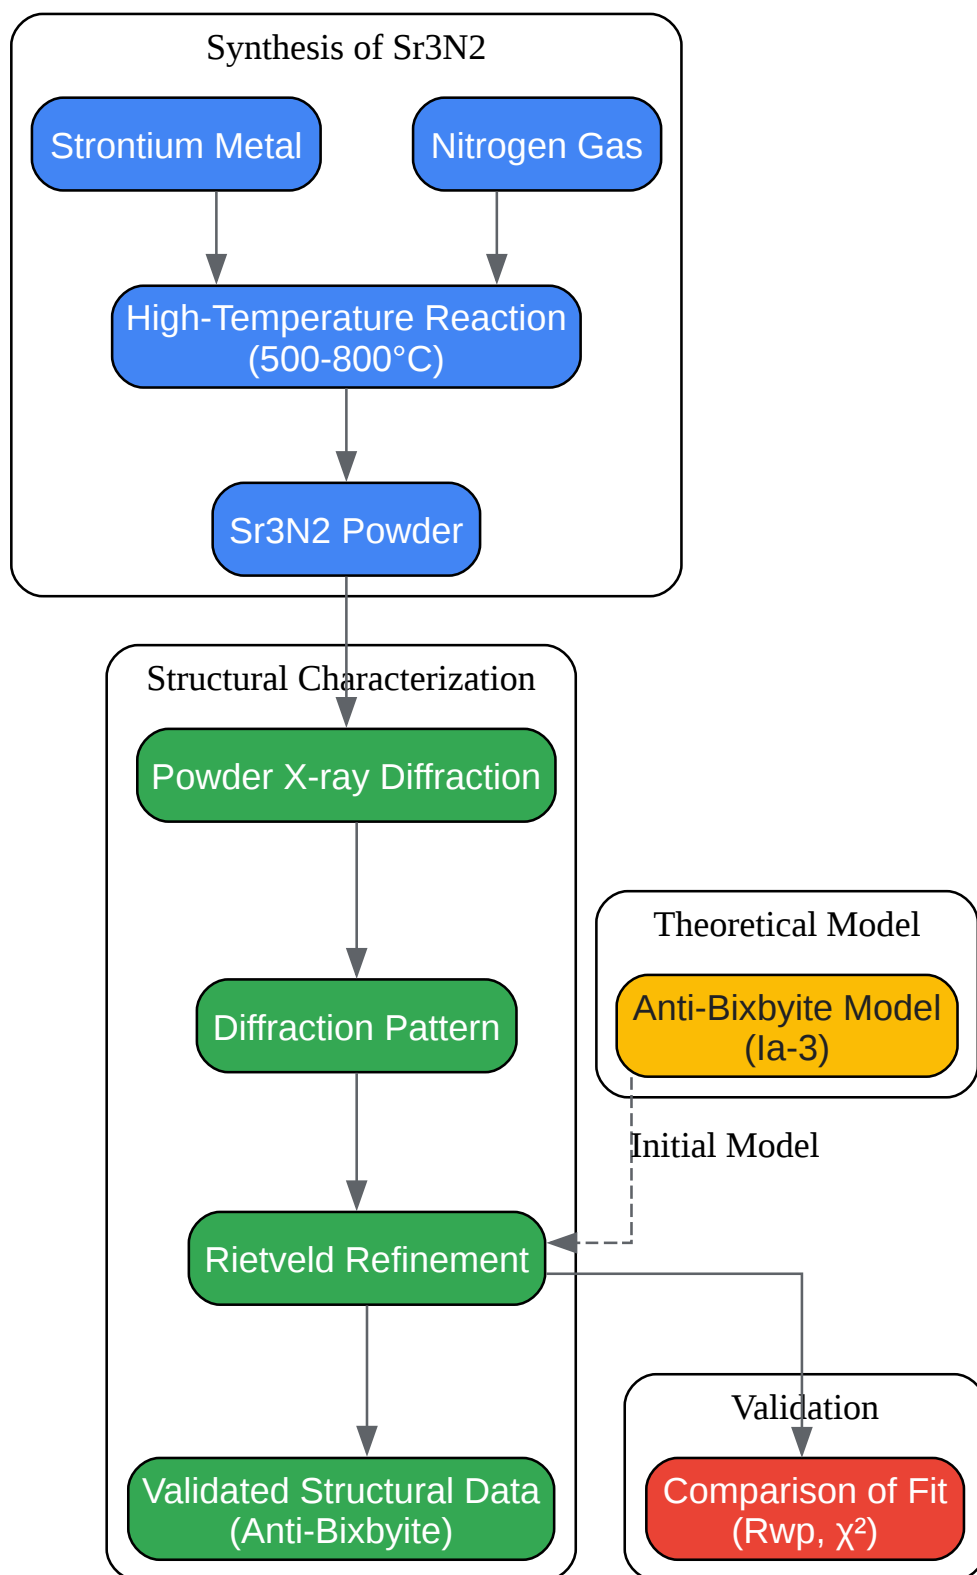 Synthesis of Sr3N2
Strontium Metal
Nitrogen Gas
High-Temperature Reaction
(500-800°C)
Sr3N2 Powder
Structural Characterization
Powder X-ray Diffraction
Diffraction Pattern
Theoretical Model
Anti-Bixbyite Model
(Ia-3)
Initial Model
Rietveld Refinement
Validated Structural Data
(Anti-Bixbyite)
Validation
Comparison of Fit
(Rwp, χ²)